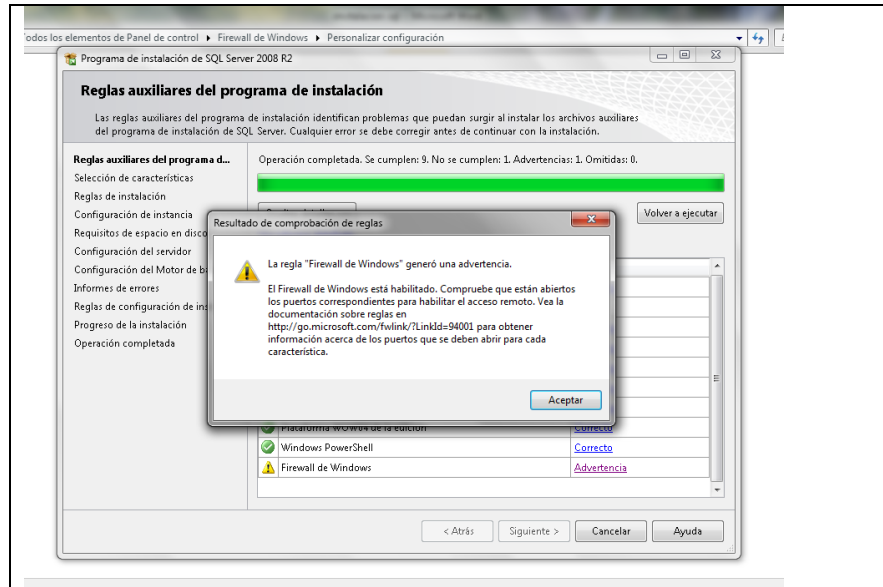 odos los elementos de Panel de control ▸ Firewall de Windows ▸ Personalizar configuración
Programa de instalación de SQL Server 2008 R2
Reglas auxiliares del programa de instalación
Las reglas auxiliares del programa de instalación identifican problemas que puedan surgir al instalar los archivos auxiliares
del programa de instalación de SQL Server. Cualquier error se debe corregir antes de continuar con la instalación.
Reglas auxiliares del programa d...
Selección de características
Reglas de instalación
Configuración de instancia
Requisitos de espacio en disco
Configuración del servidor
Configuración del Motor de b
Informes de errores
Reglas de configuración de ins
Progreso de la instalación
Operación completada
Operación completada. Se cumplen: 9. No se cumplen: 1. Advertencias: 1. Omitidas: 0.
Volver a ejecutar
Resultado de comprobación de reglas
La regla "Firewall de Windows" generó una advertencia.
El Firewall de Windows está habilitado. Compruebe que están abiertos
los puertos correspondientes para habilitar el acceso remoto. Vea la
documentación sobre reglas en
http://go.microsoft.com/fwlink/?LinkId=94001 para obtener
información acerca de los puertos que se deben abrir para cada
característica.
Aceptar
Plataforma WOW64 de la edición Correcto
Windows PowerShell Correcto
Firewall de Windows Advertencia
< Atrás Siguiente > Cancelar Ayuda